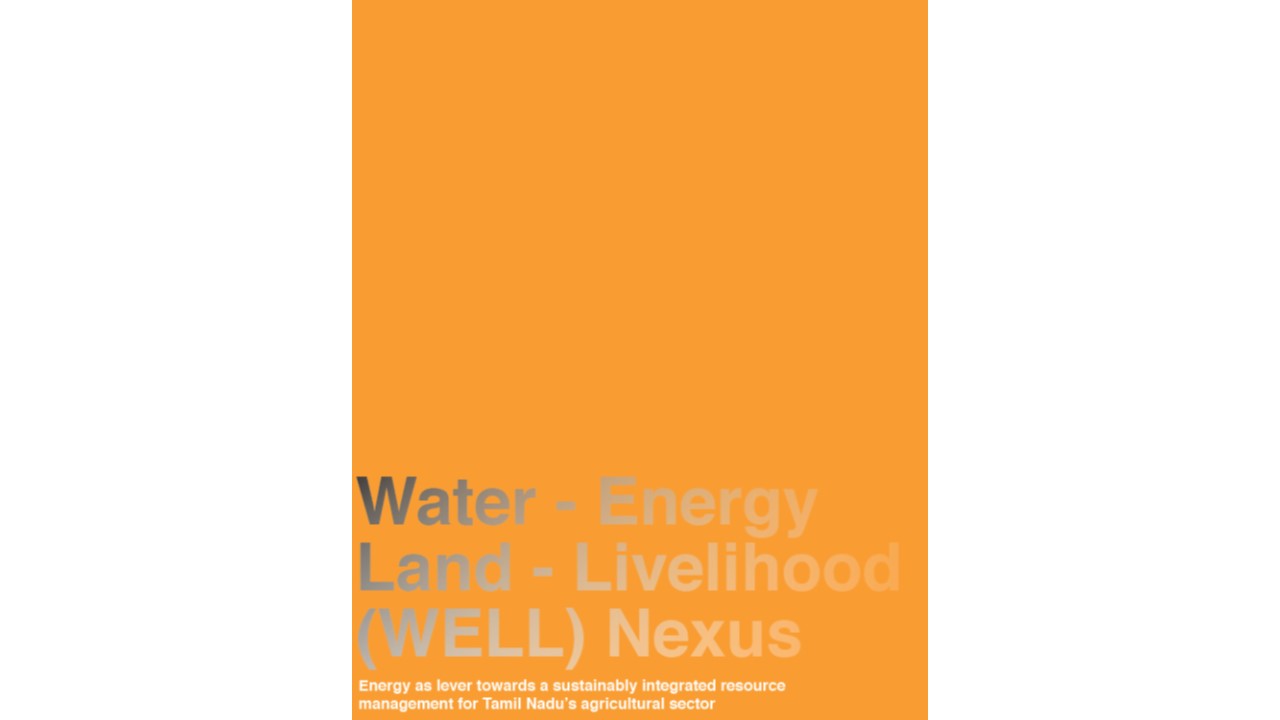 Water - Energy
Land - Livelihood
(WELL) Nexus
Energy as lever towards a sustainably integrated resource
management for Tamil Nadu's agricultural sector